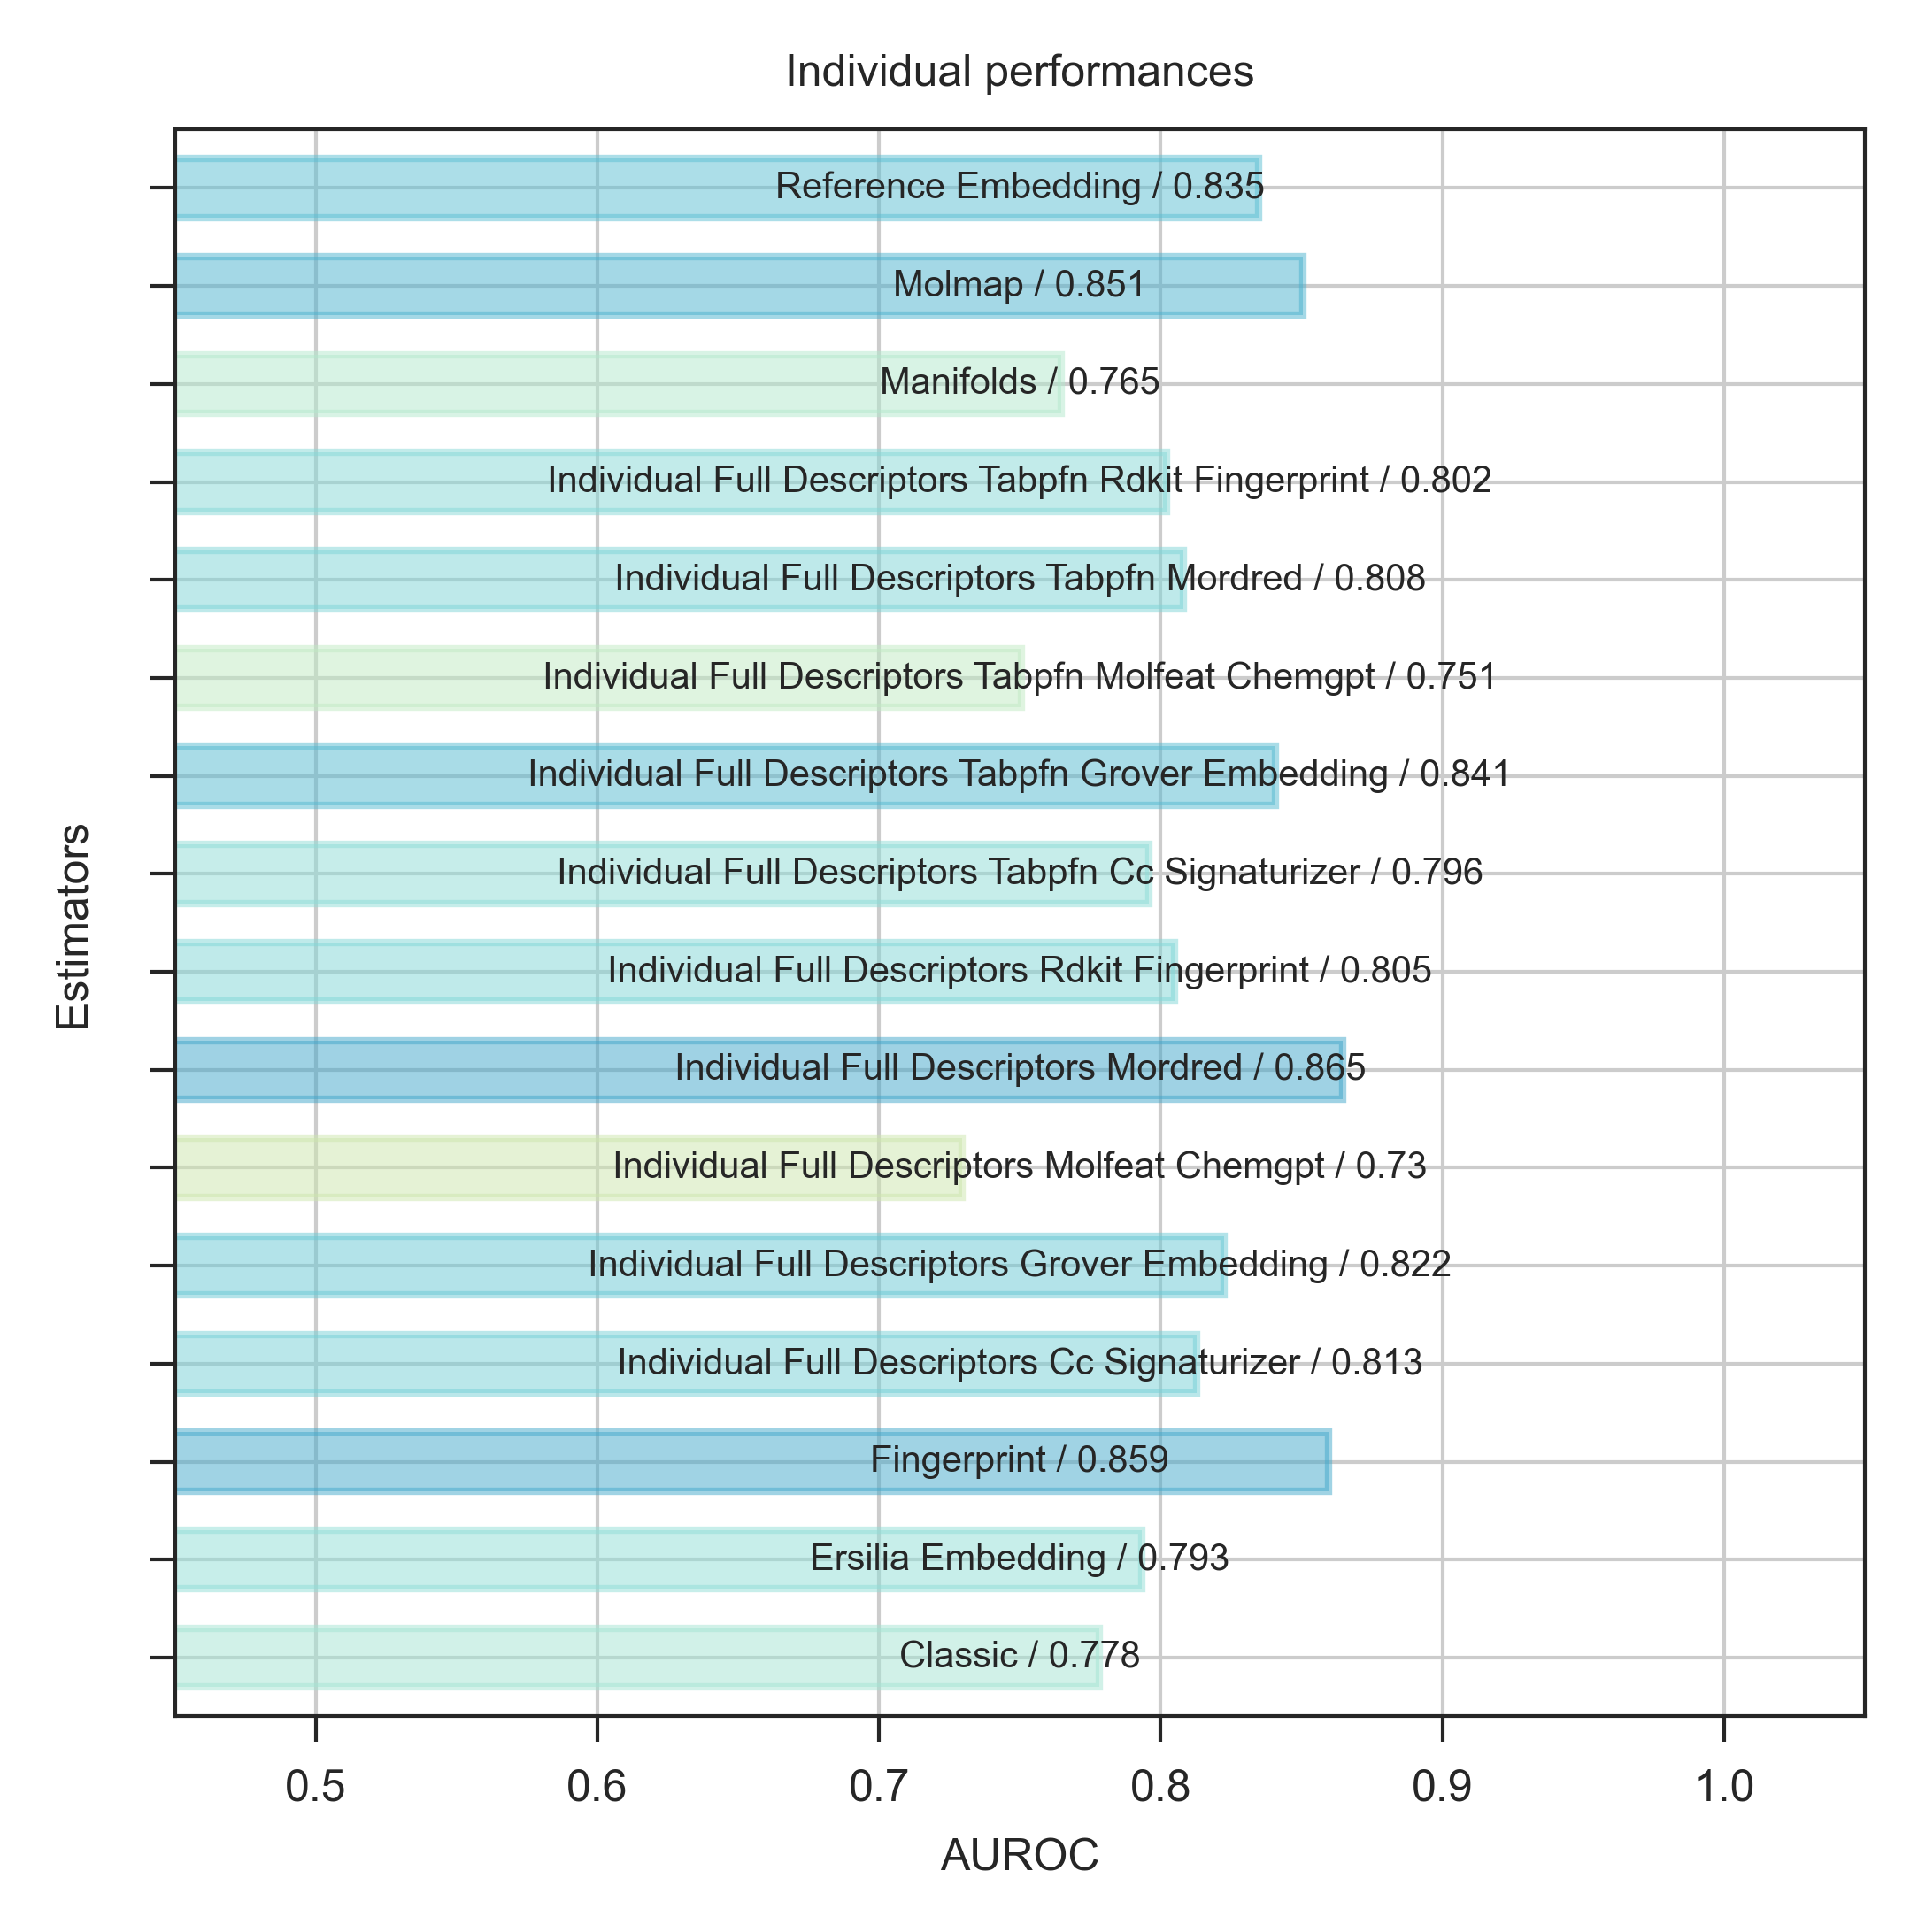 Individual performances
Reference Embedding / 0.835
Molmap / 0.851
Manifolds / 0.765
Individual Full Descriptors Tabpfn Rdkit Fingerprint / 0.802
Individual Full Descriptors Tabpfn Mordred / 0.808
Individual Full Descriptors Tabpfn Molfeat Chemgpt / 0.751
Individual Full Descriptors Tabpfn Grover Embedding / 0.841
Individual Full Descriptors Tabpfn Cc Signaturizer / 0.796
Individual Full Descriptors Rdkit Fingerprint / 0.805
Individual Full Descriptors Mordred / 0.865
Individual Full Descriptors Molfeat Chemgpt / 0.73
Individual Full Descriptors Grover Embedding / 0.822
Individual Full Descriptors Cc Signaturizer / 0.813
Fingerprint / 0.859
Ersilia Embedding / 0.793
Classic / 0.778
Estimators
0.5 0.6 0.7 0.8 0.9 1.0
AUROC